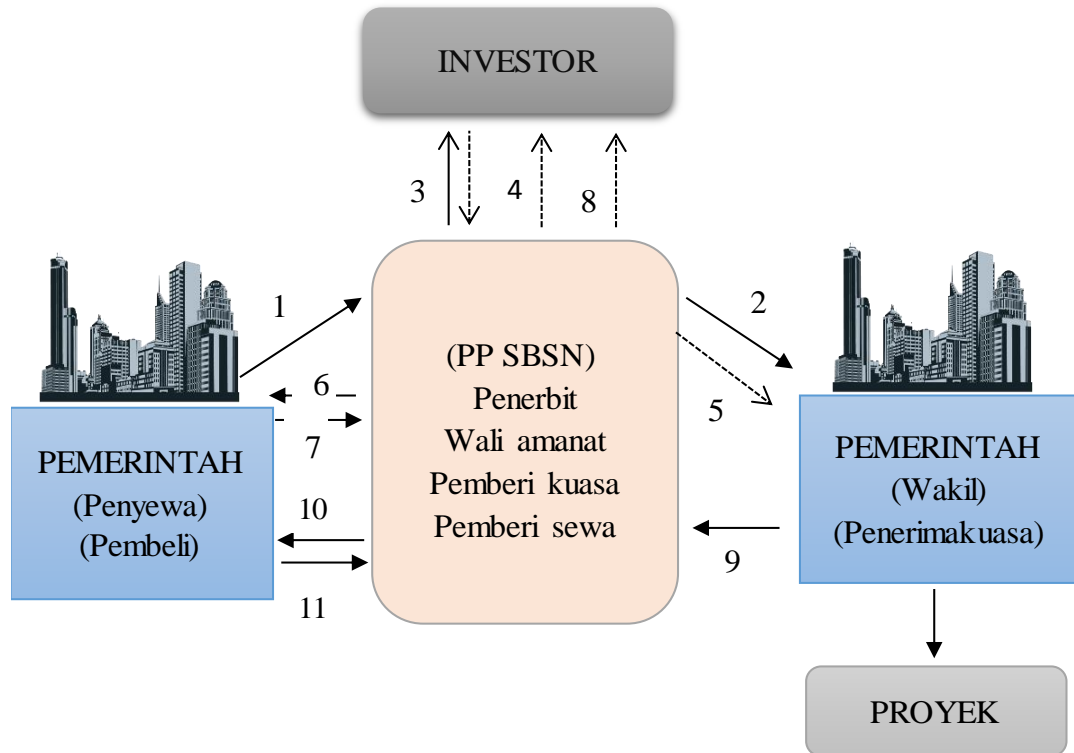 INVESTOR
3
4
8
1
2
(PP SBSN)
Penerbit
Wali amanat
Pemberi kuasa
Pemberi sewa
6
7
5
PEMERINTAH
(Penyewa)
(Pembeli)
PEMERINTAH
(Wakil)
(Penerimakuasa)
10
9
11
PROYEK